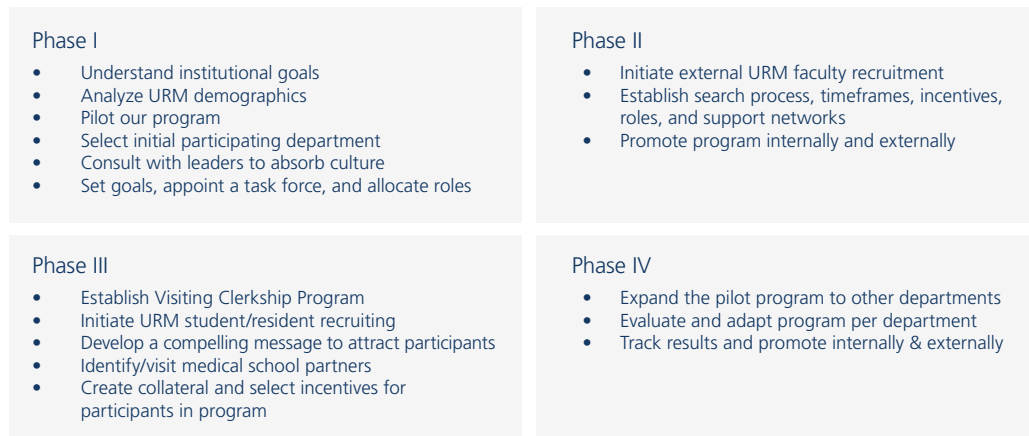 Phase I
• Understand institutional goals
• Analyze URM demographics
• Pilot our program
• Select initial participating department
• Consult with leaders to absorb culture
• Set goals, appoint a task force, and allocate roles
Phase II
• Initiate external URM faculty recruitment
• Establish search process, timeframes, incentives,
roles, and support networks
• Promote program internally and externally
Phase III
• Establish Visiting Clerkship Program
• Initiate URM student/resident recruiting
• Develop a compelling message to attract participants
• Identify/visit medical school partners
• Create collateral and select incentives for
participants in program
Phase IV
• Expand the pilot program to other departments
• Evaluate and adapt program per department
• Track results and promote internally & externally